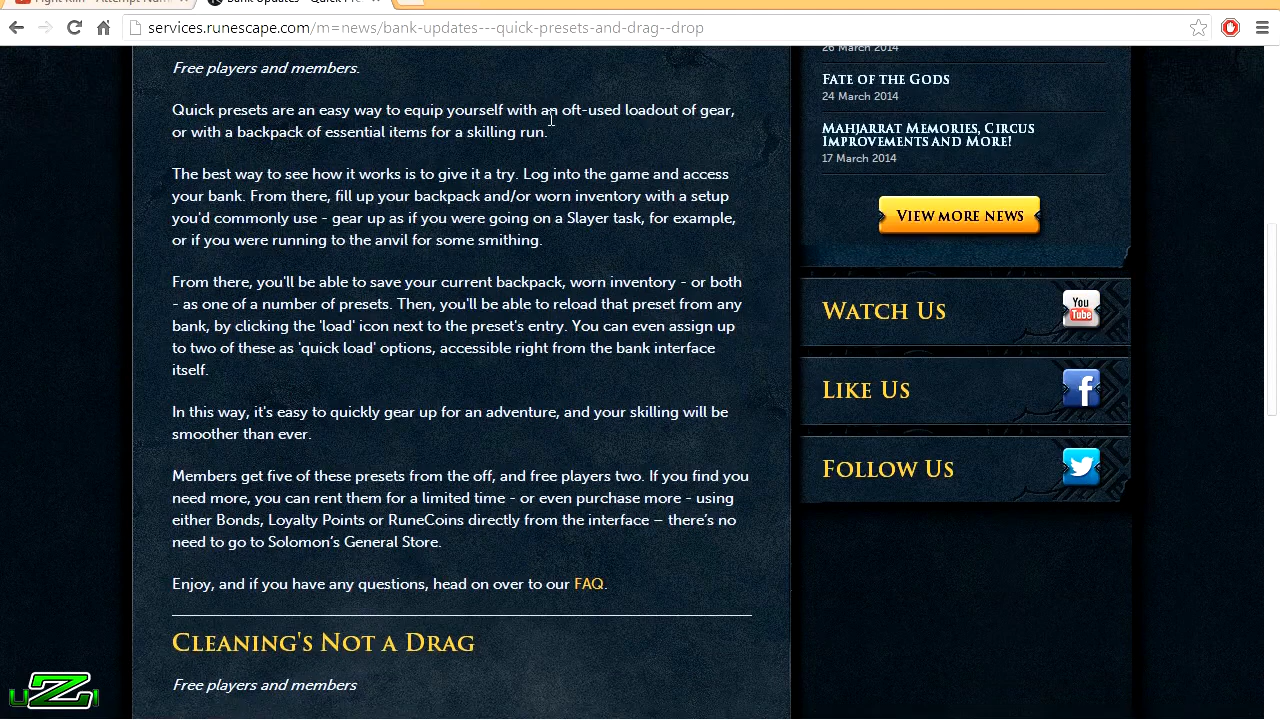 services.runescape.com/m=news/bank-updates---quick-presets-and-drag--drop
Free players and members.
Quick presets are an easy way to equip yourself with an oft-used loadout of gear,
or with a backpack of essential items for a skilling run.
The best way to see how it works is to give it a try. Log into the game and access
your bank. From there, fill up your backpack and/or worn inventory with a setup
you'd commonly use - gear up as if you were going on a Slayer task, for example,
or if you were running to the anvil for some smithing.
From there, you'll be able to save your current backpack, worn inventory - or both
- as one of a number of presets. Then, you'll be able to reload that preset from any
bank, by clicking the 'load' icon next to the preset's entry. You can even assign up
to two of these as 'quick load' options, accessible right from the bank interface
itself.
In this way, it's easy to quickly gear up for an adventure, and your skilling will be
smoother than ever.
Members get five of these presets from the off, and free players two. If you find you
need more, you can rent them for a limited time - or even purchase more - using
either Bonds, Loyalty Points or RuneCoins directly from the interface – there's no
need to go to Solomon's General Store.
Enjoy, and if you have any questions, head on over to our FAQ.
Cleaning's Not a Drag
Free players and members
26 March 2014
Fate of the Gods
24 March 2014
Mahjarrat Memories, Circus
Improvements and More!
17 March 2014
View more news
Watch Us
You
Tube
Like Us
f
Follow Us
uZi